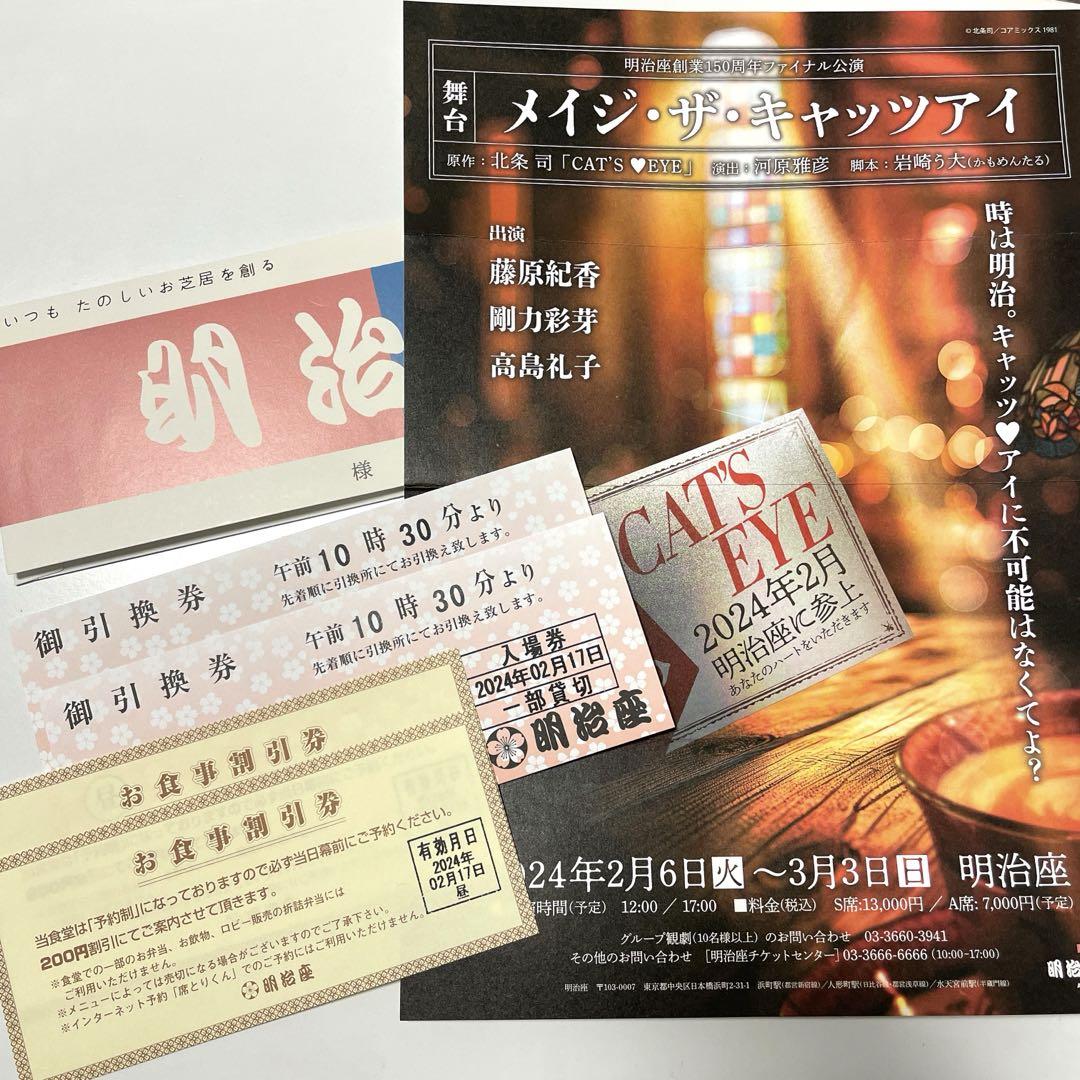 © 北条司／コアミックス 1981
明治座創業150周年ファイナル公演
舞台
メイジ・ザ・キャッツアイ
原作：北条 司「CAT'S ♥EYE」 演出：河原雅彦 脚本：岩崎う大(かもめんたる)
出演
藤原紀香
剛力彩芽
高島礼子
時は明治。キャッツ♥アイに不可能はなくてよ？
CAT'S
EYE
2024年2月
明治座に参上
あなたのハートをいただきます
24年2月6日火～3月3日日 明治座
時間(予定) 12:00 ／ 17:00 ■料金(税込) S席:13,000円 ／ A席: 7,000円(予定)
グループ観劇(10名様以上) のお問い合わせ 03-3660-3941
その他のお問い合わせ [明治座チケットセンター] 03-3666-6666 (10:00-17:00)
明治座 〒103-0007 東京都中央区日本橋浜町2-31-1 浜町駅(都営新宿線)／人形町駅(日比谷線・都営浅草線)／水天宮前駅(半蔵門線)
明治
いつも たのしいお芝居を創る
明治
様
御引換券
午前10時30分より
先着順に引換所にてお引換え致します。
御引換券
午前10時30分より
先着順に引換所にてお引換え致します。
入場券
2024年02月17日
一部貸切
明治座
お食事割引券
お食事割引券
当食堂は「予約制」になっておりますので必ず当日幕前にご予約ください。
200円割引にてご案内させて頂きます。
※食堂での一部のお弁当、お飲物、ロビー販売の折詰弁当には
ご利用いただけません。
※メニューによっては売切になる場合がございますのでご了承下さい。
※インターネット予約「席とりくん」でのご予約にはご利用いただけません。
明治座
有効月日
2024年
02月17日
昼